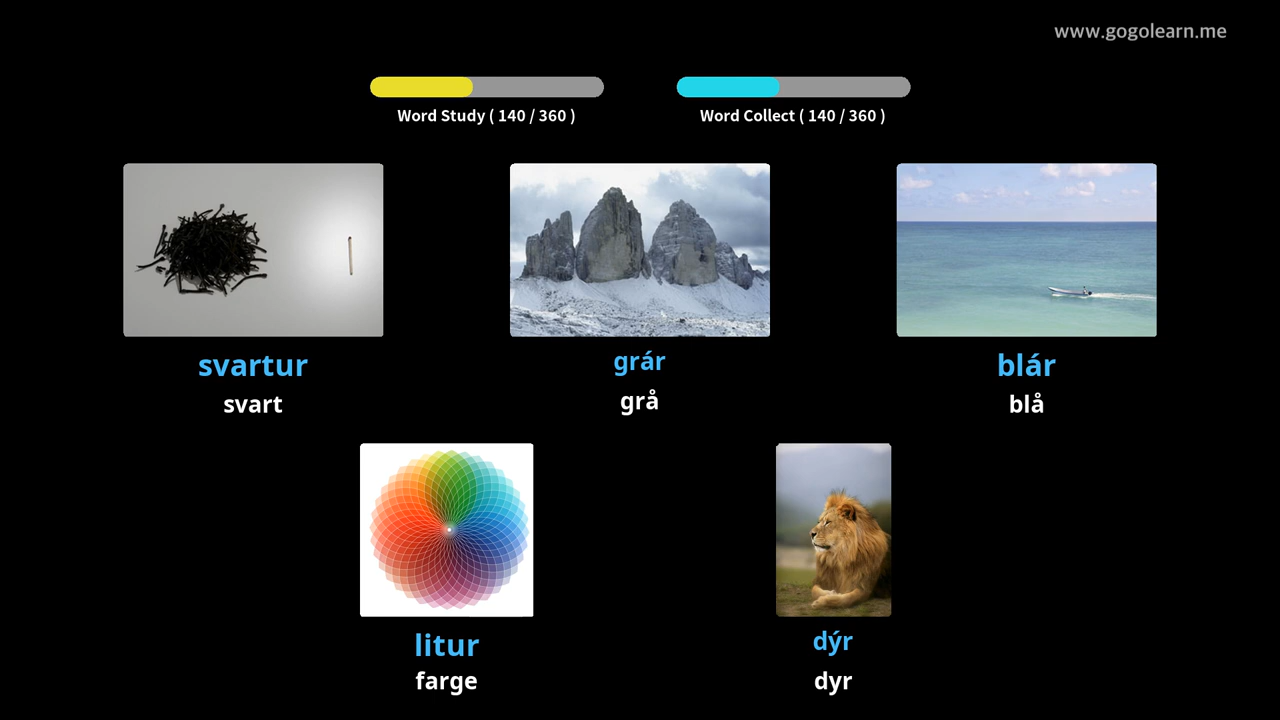 www.gogolearn.me
Word Study ( 140 / 360 )
Word Collect ( 140 / 360 )
svartur
svart
grár
grå
blár
blå
litur
farge
dýr
dyr